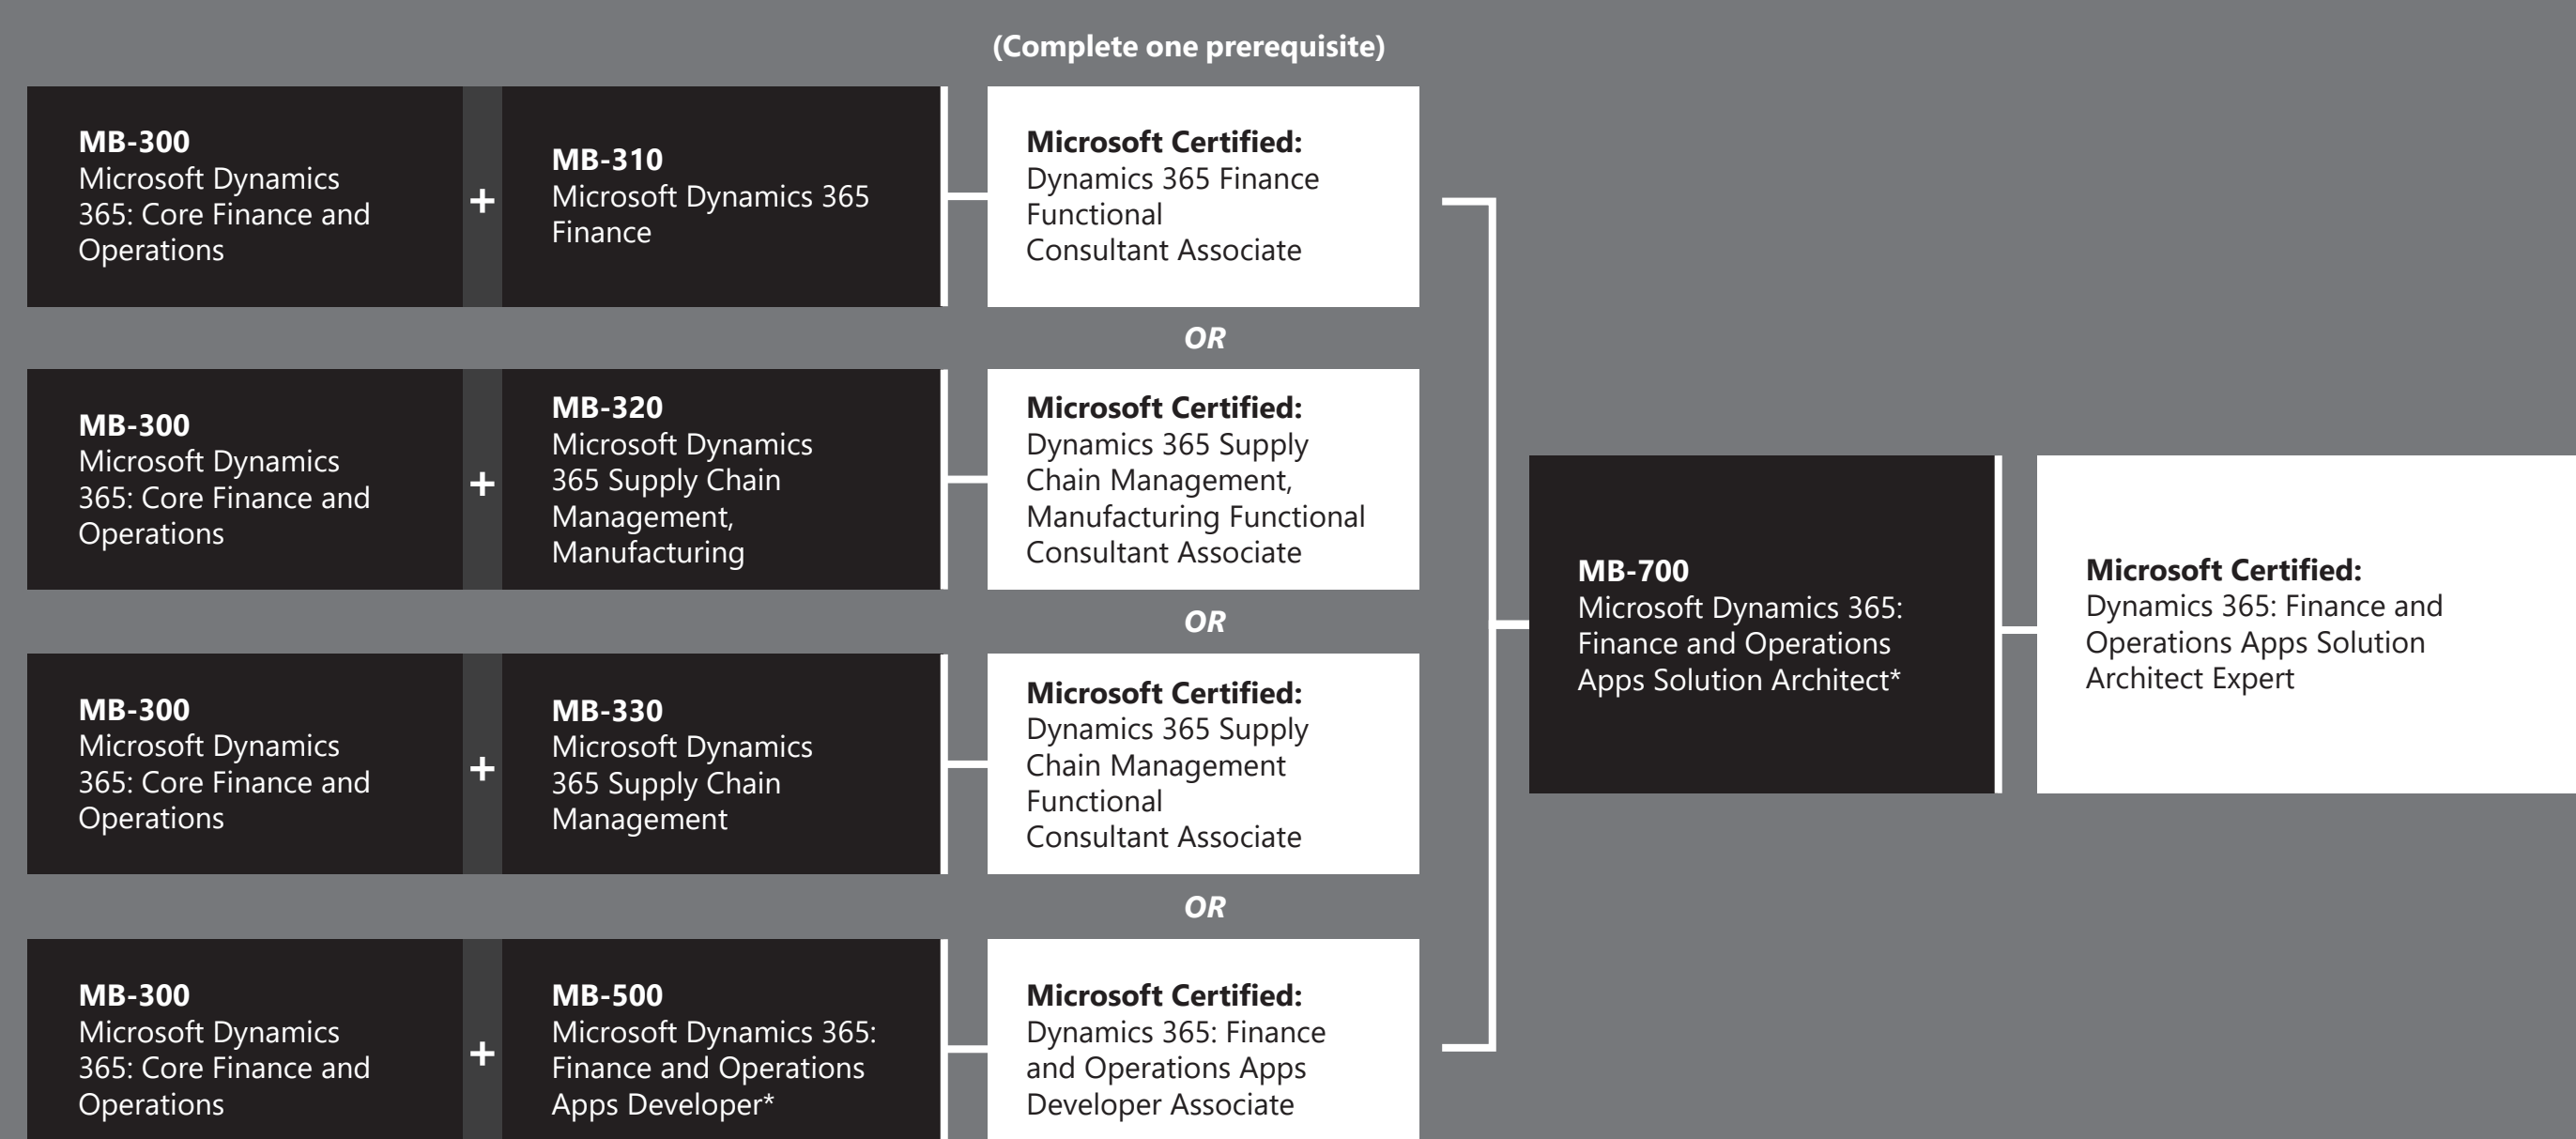 (Complete one prerequisite)
MB-300
Microsoft Dynamics
365: Core Finance and
Operations
+
MB-310
Microsoft Dynamics 365
Finance
Microsoft Certified:
Dynamics 365 Finance
Functional
Consultant Associate
OR
MB-300
Microsoft Dynamics
365: Core Finance and
Operations
+
MB-320
Microsoft Dynamics
365 Supply Chain
Management,
Manufacturing
Microsoft Certified:
Dynamics 365 Supply
Chain Management,
Manufacturing Functional
Consultant Associate
OR
MB-300
Microsoft Dynamics
365: Core Finance and
Operations
+
MB-330
Microsoft Dynamics
365 Supply Chain
Management
Microsoft Certified:
Dynamics 365 Supply
Chain Management
Functional
Consultant Associate
OR
MB-300
Microsoft Dynamics
365: Core Finance and
Operations
+
MB-500
Microsoft Dynamics 365:
Finance and Operations
Apps Developer*
Microsoft Certified:
Dynamics 365: Finance
and Operations Apps
Developer Associate
MB-700
Microsoft Dynamics 365:
Finance and Operations
Apps Solution Architect*
Microsoft Certified:
Dynamics 365: Finance and
Operations Apps Solution
Architect Expert